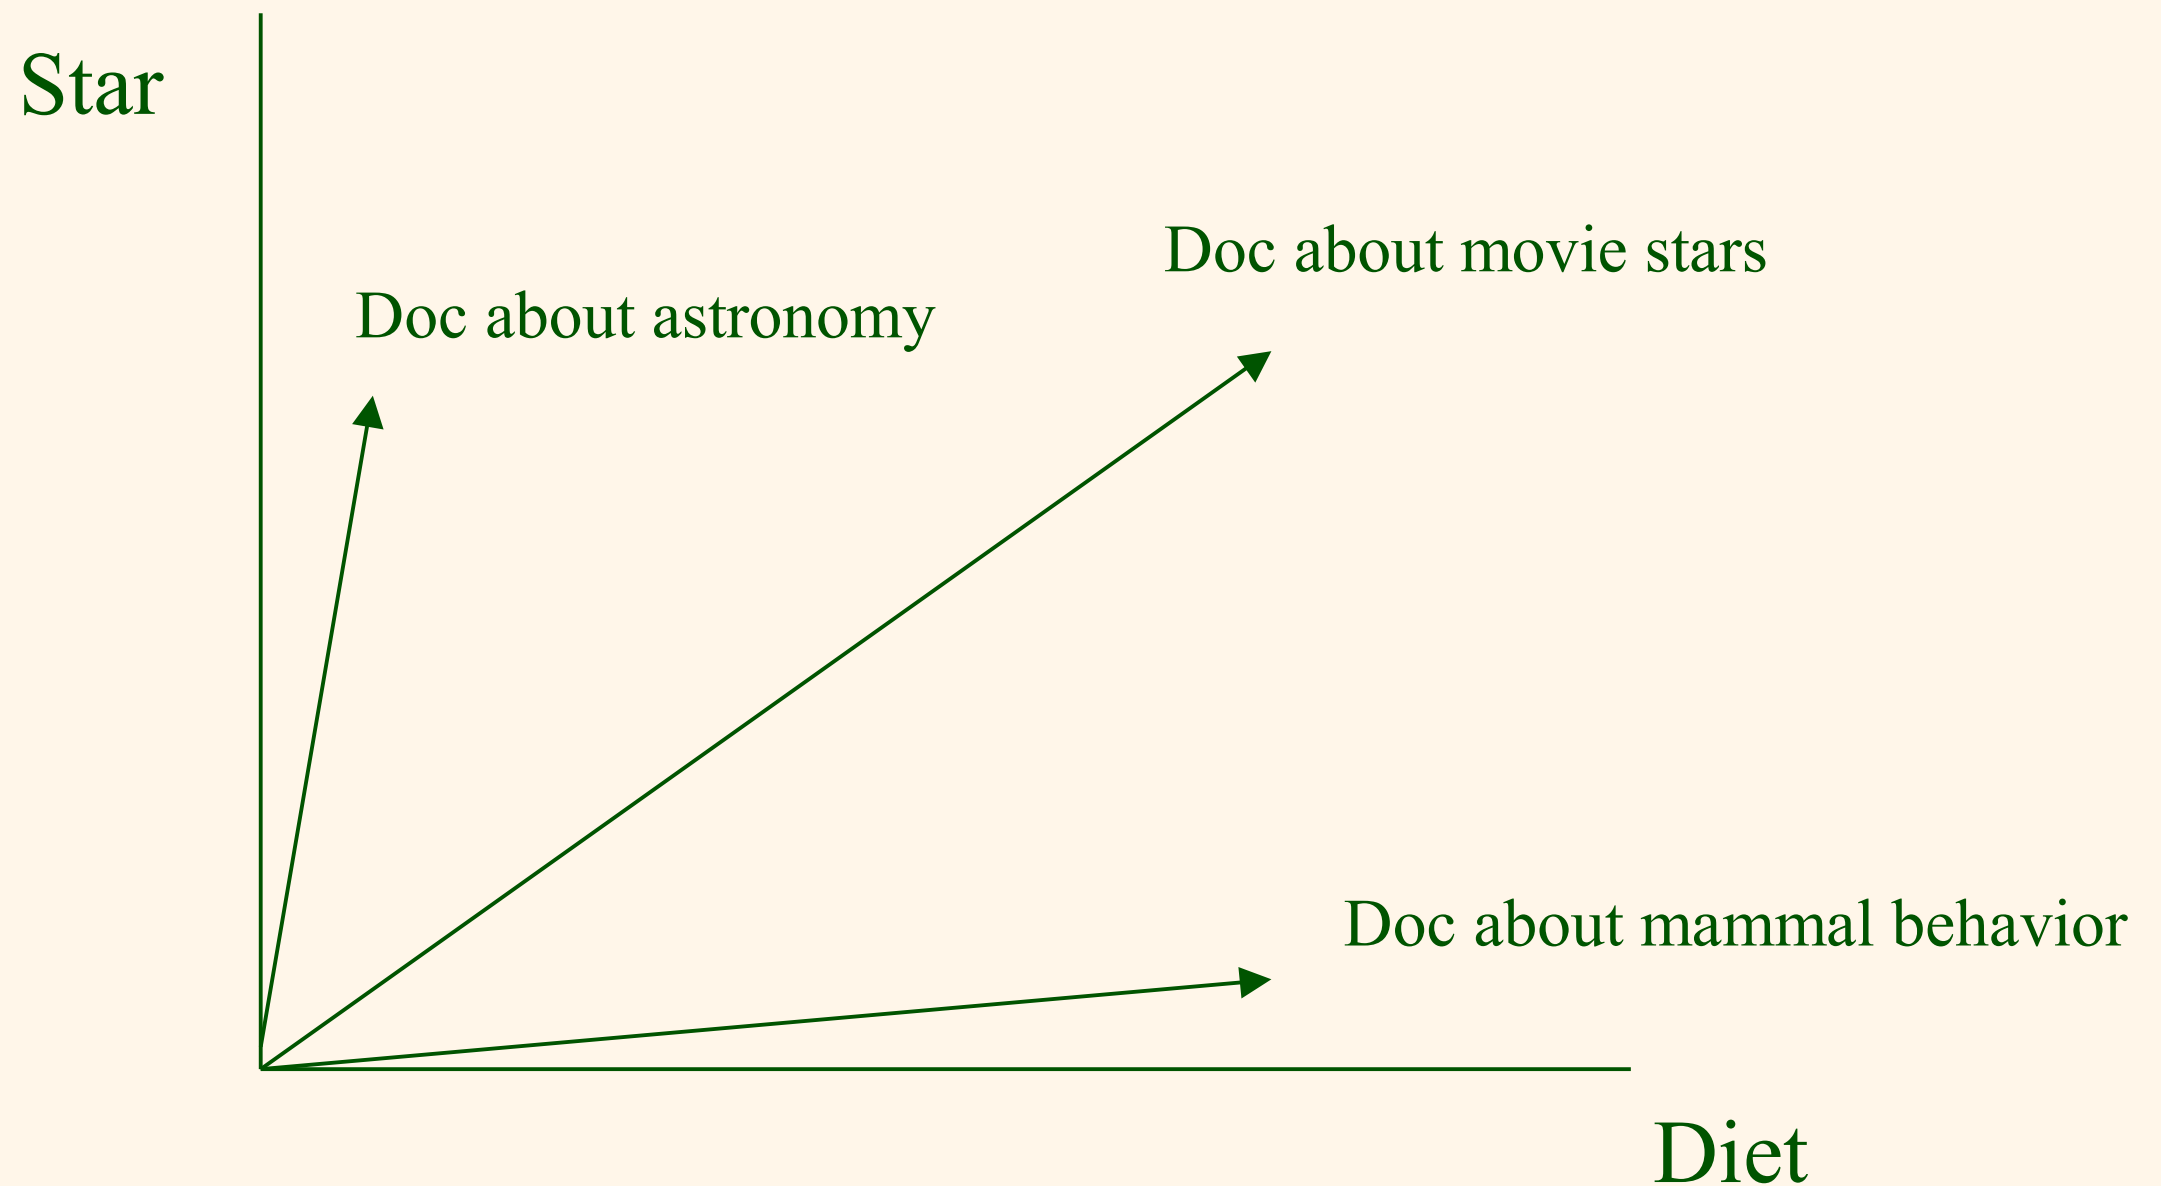 Star
Doc about movie stars
Doc about astronomy
Doc about mammal behavior
Diet